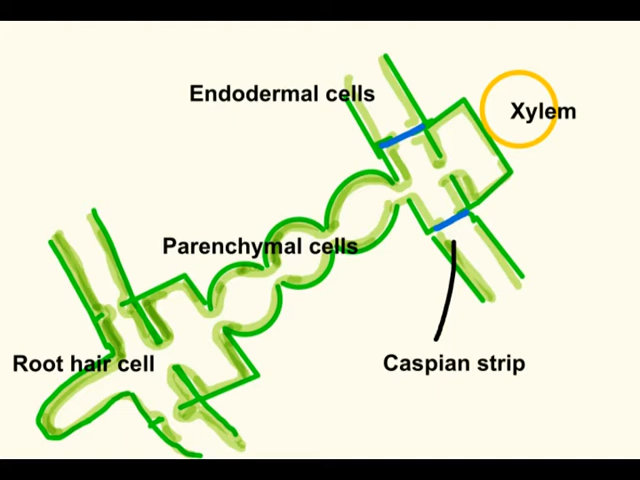 Endodermal cells
Xylem
Parenchymal cells
Root hair cell
Caspian strip